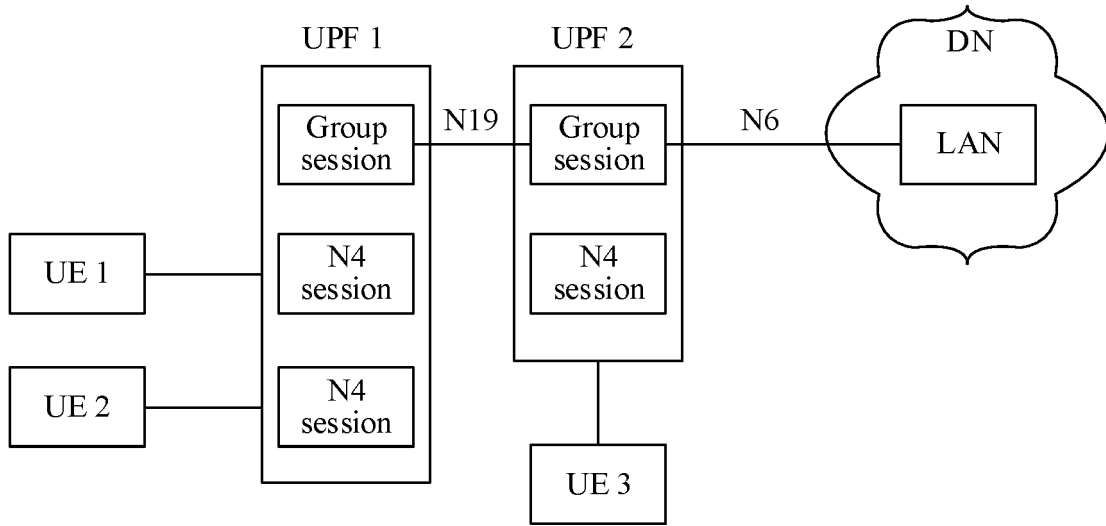 UPF 1
UPF 2
DN
Group
session
N19
Group
session
N6
LAN
UE 1
N4
session
N4
session
UE 2
N4
session
UE 3